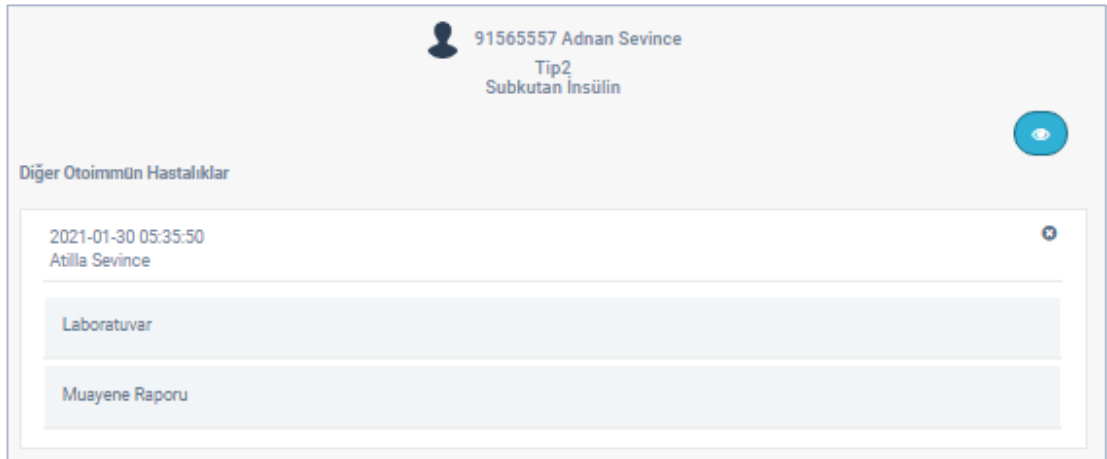 91565557 Adnan Sevince
Tip2
Subkutan İnsülin
Diğer Otoimmün Hastalıklar
2021-01-30 05:35:50
Atilla Sevince
Laboratuvar
Muayene Raporu